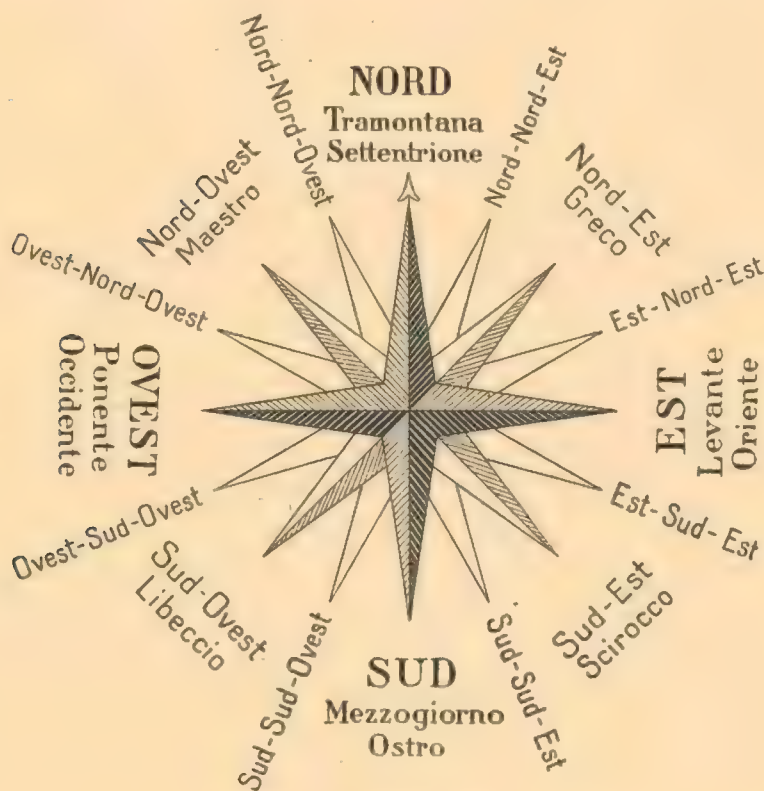 NORD
Tramontana
Settentrione
Nord-Nord-Est
Nord-Est
Greco
Est-Nord-Est
EST
Levante
Oriente
Est-Sud-Est
Sud-Est
Scirocco
Sud-Sud-Est
SUD
Mezzogiorno
Ostro
Sud-Sud-Ovest
Sud-Ovest
Libeccio
Ovest-Sud-Ovest
OVEST
Ponente
Occidente
Ovest-Nord-Ovest
Nord-Ovest
Maestro
Nord-Nord-Ovest